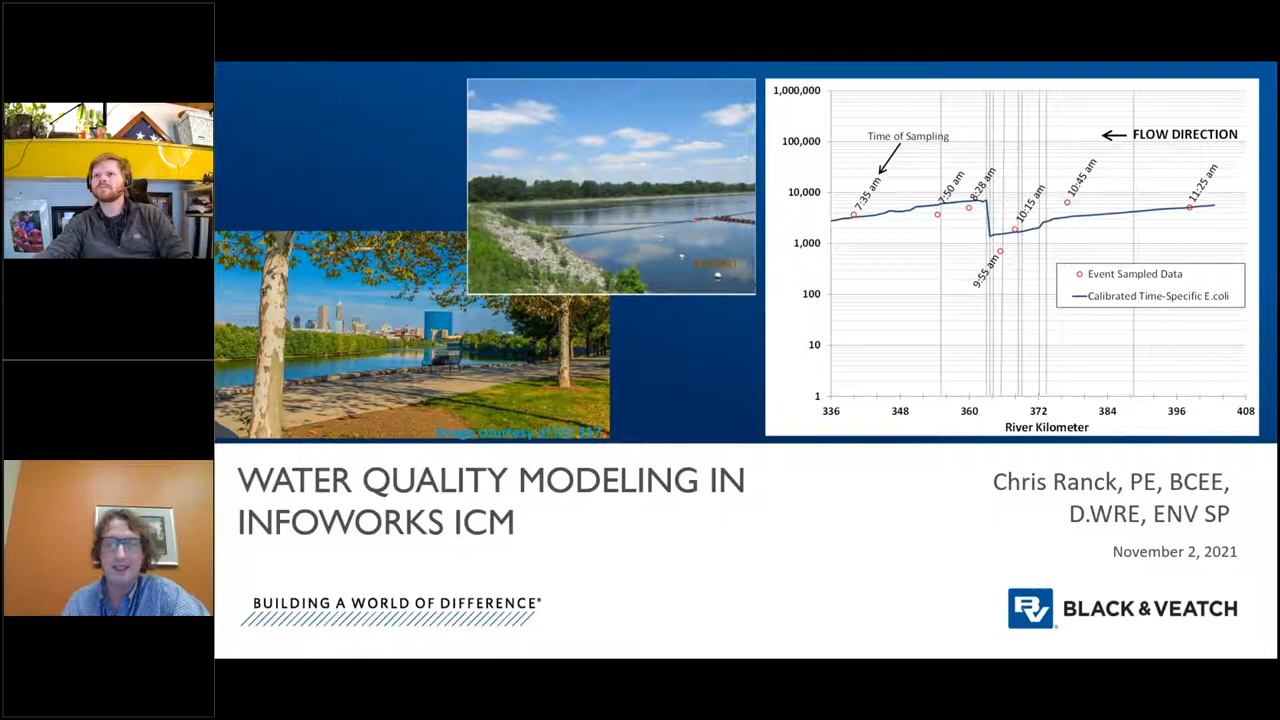 1,000,000
100,000
10,000
1,000
100
10
1
Time of Sampling
FLOW DIRECTION
7:35 am
7:50 am
8:28 am
9:55 am
10:15 am
10:45 am
11:25 am
Event Sampled Data
Calibrated Time-Specific E.coli
336 348 360 372 384 396 408
River Kilometer
Image courtesy of
WATER QUALITY MODELING IN
INFOWORKS ICM
Chris Ranck, PE, BCEE,
D.WRE, ENV SP
November 2, 2021
BUILDING A WORLD OF DIFFERENCE®
BV
BLACK & VEATCH